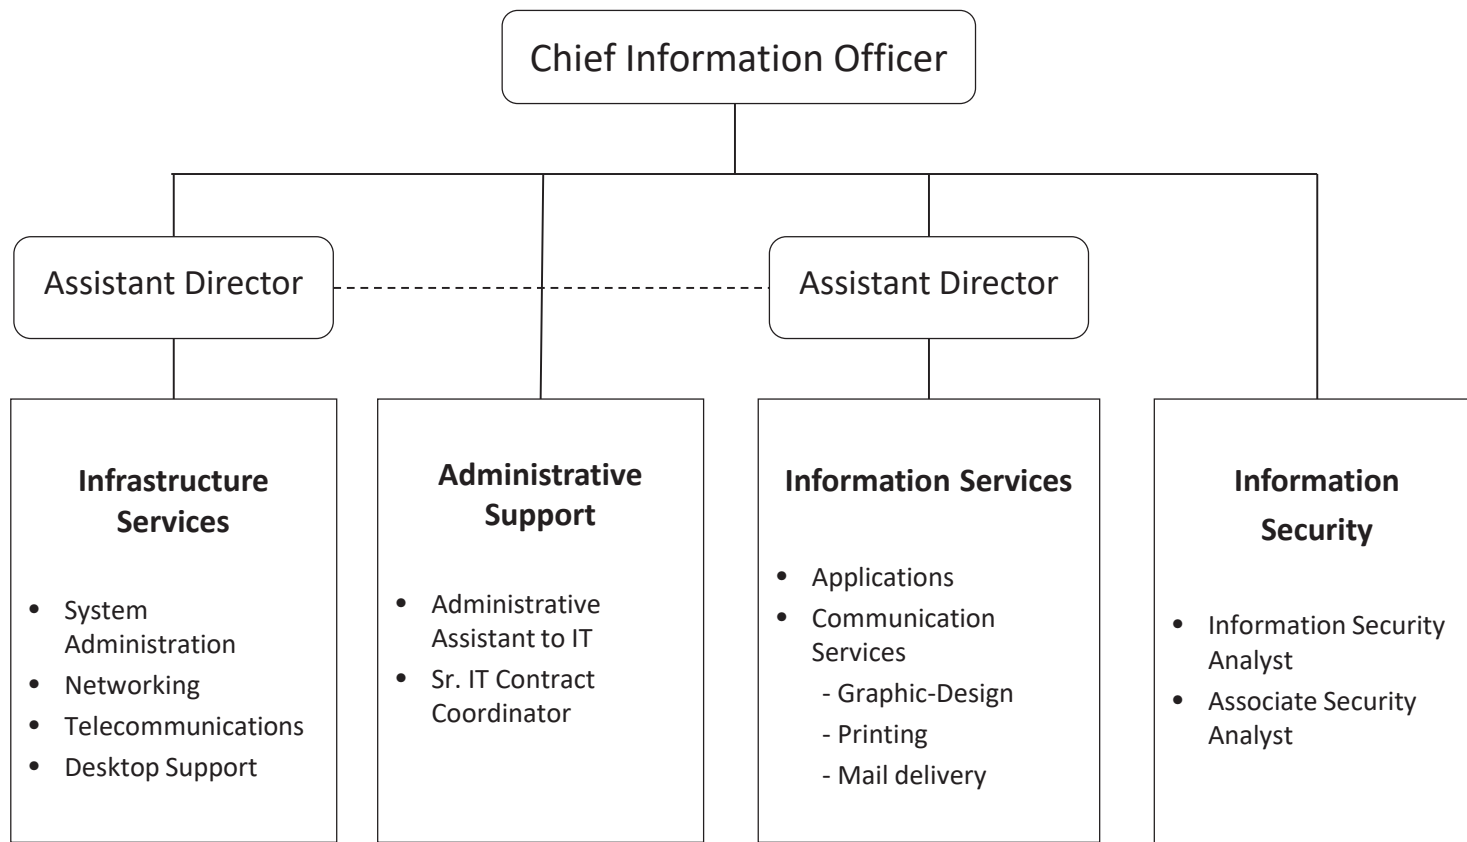 Chief Information Officer
Assistant Director
Assistant Director
Infrastructure
Services
• System
Administration
• Networking
• Telecommunications
• Desktop Support
Administrative
Support
• Administrative
Assistant to IT
• Sr. IT Contract
Coordinator
Information Services
• Applications
• Communication
Services
- Graphic-Design
- Printing
- Mail delivery
Information
Security
• Information Security
Analyst
• Associate Security
Analyst